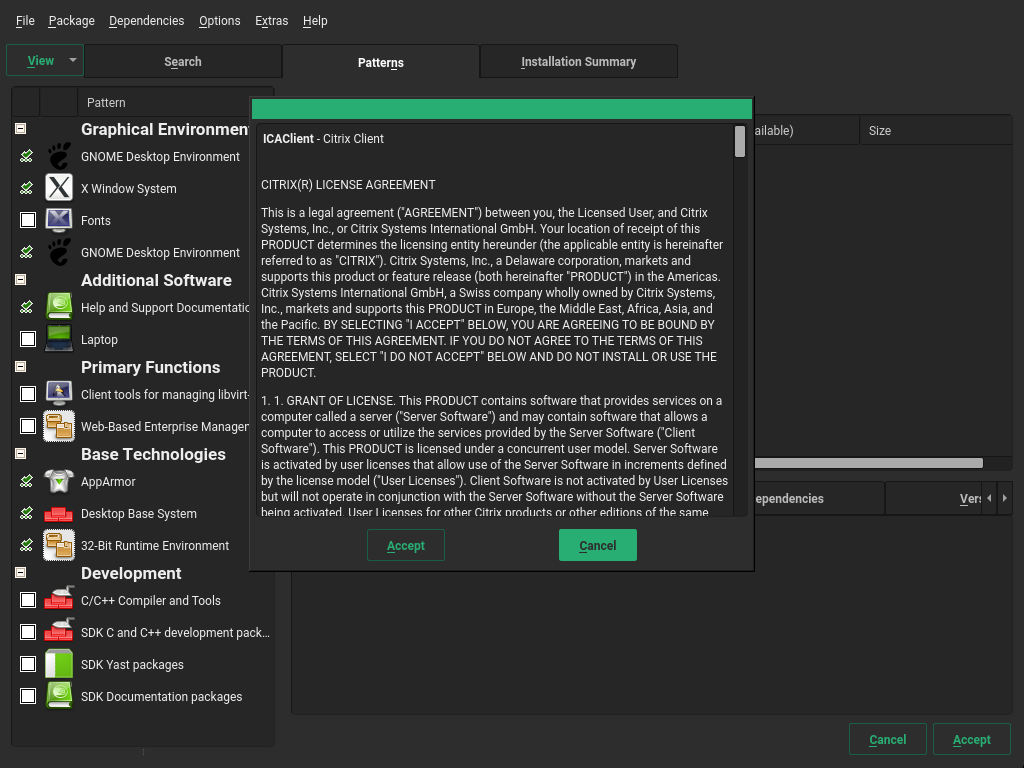 File Package Dependencies Options Extras Help
View Search Patterns Installation Summary
Pattern
Graphical Environmen
GNOME Desktop Environment
X Window System
Fonts
GNOME Desktop Environment
Additional Software
Help and Support Documentatio
Laptop
Primary Functions
Client tools for managing libvirt-
Web-Based Enterprise Manager
Base Technologies
AppArmor
Desktop Base System
32-Bit Runtime Environment
Development
C/C++ Compiler and Tools
SDK C and C++ development pack...
SDK Yast packages
SDK Documentation packages
ailable) Size
ependencies Vers
ICAClient - Citrix Client
CITRIX(R) LICENSE AGREEMENT
This is a legal agreement ("AGREEMENT") between you, the Licensed User, and Citrix
Systems, Inc., or Citrix Systems International GmbH. Your location of receipt of this
PRODUCT determines the licensing entity hereunder (the applicable entity is hereinafter
referred to as "CITRIX"). Citrix Systems, Inc., a Delaware corporation, markets and
supports this product or feature release (both hereinafter "PRODUCT") in the Americas.
Citrix Systems International GmbH, a Swiss company wholly owned by Citrix Systems,
Inc., markets and supports this PRODUCT in Europe, the Middle East, Africa, Asia, and
the Pacific. BY SELECTING "I ACCEPT" BELOW, YOU ARE AGREEING TO BE BOUND BY
THE TERMS OF THIS AGREEMENT. IF YOU DO NOT AGREE TO THE TERMS OF THIS
AGREEMENT, SELECT "I DO NOT ACCEPT" BELOW AND DO NOT INSTALL OR USE THE
PRODUCT.
1. 1. GRANT OF LICENSE. This PRODUCT contains software that provides services on a
computer called a server ("Server Software") and may contain software that allows a
computer to access or utilize the services provided by the Server Software ("Client
Software"). This PRODUCT is licensed under a concurrent user model. Server Software
is activated by user licenses that allow use of the Server Software in increments defined
by the license model ("User Licenses"). Client Software is not activated by User Licenses
but will not operate in conjunction with the Server Software without the Server Software
being activated. User Licenses for other Citrix products or other editions of the same
Accept Cancel
Cancel Accept